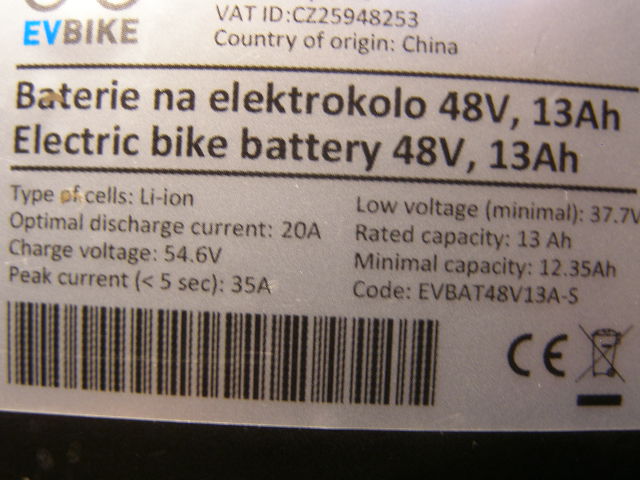 VAT ID:CZ25948253
EVBIKE
Country of origin: China
Baterie na elektrokolo 48V, 13Ah
Electric bike battery 48V, 13Ah
Type of cells: Li-ion
Optimal discharge current: 20A
Charge voltage: 54.6V
Peak current (< 5 sec): 35A
Low voltage (minimal): 37.7V
Rated capacity: 13 Ah
Minimal capacity: 12.35Ah
Code: EVBAT48V13A-S
CE